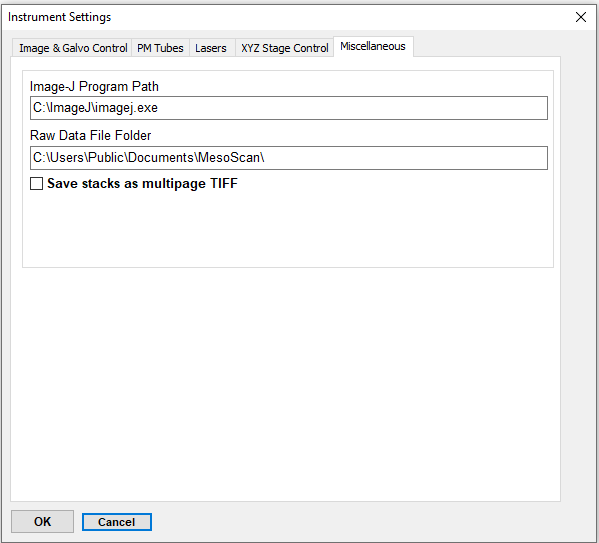 Instrument Settings
Image & Galvo Control PM Tubes Lasers XYZ Stage Control Miscellaneous
Image-J Program Path
C:\ImageJ\imagej.exe
Raw Data File Folder
C:\Users\Public\Documents\MesoScan\
Save stacks as multipage TIFF
OK Cancel